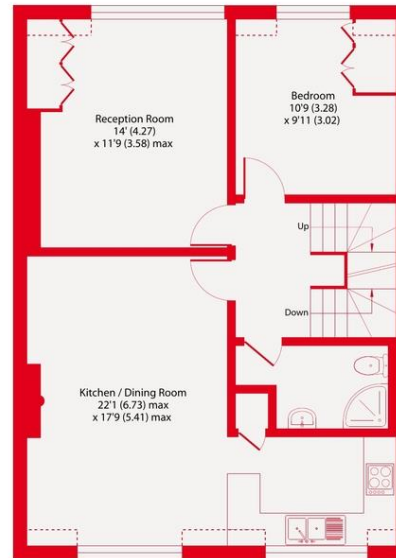 Reception Room
14' (4.27)
x 11'9 (3.58) max
Bedroom
10'9 (3.28)
x 9'11 (3.02)
Up
Down
Kitchen / Dining Room
22'1 (6.73) max
x 17'9 (5.41) max